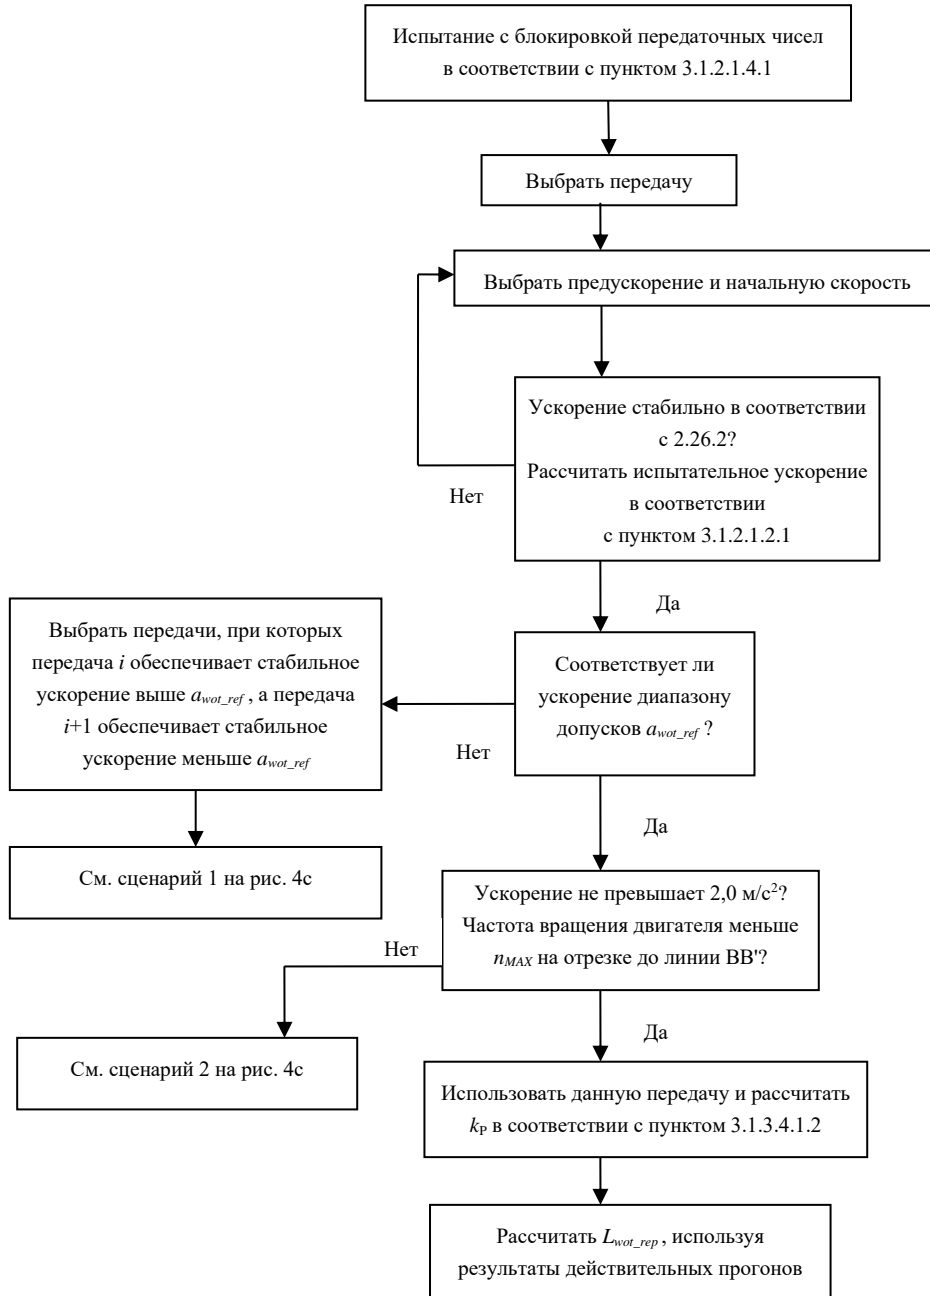 Испытание с блокировкой передаточных чисел
в соответствии с пунктом 3.1.2.1.4.1
Выбрать передачу
Выбрать предускорение и начальную скорость
Ускорение стабильно в соответствии
с 2.26.2?
Рассчитать испытательное ускорение
в соответствии
с пунктом 3.1.2.1.2.1
Нет
Да
Выбрать передачи, при которых
передача i обеспечивает стабильное
ускорение выше a_wot_ref , а передача
i+1 обеспечивает стабильное
ускорение меньше a_wot_ref
Соответствует ли
ускорение диапазону
допусков a_wot_ref ?
Нет
Да
См. сценарий 1 на рис. 4с
Ускорение не превышает 2,0 м/с²?
Частота вращения двигателя меньше
n_MAX на отрезке до линии BB'?
Нет
Да
См. сценарий 2 на рис. 4с
Использовать данную передачу и рассчитать
k_P в соответствии с пунктом 3.1.3.4.1.2
Рассчитать L_wot_rep , используя
результаты действительных прогонов